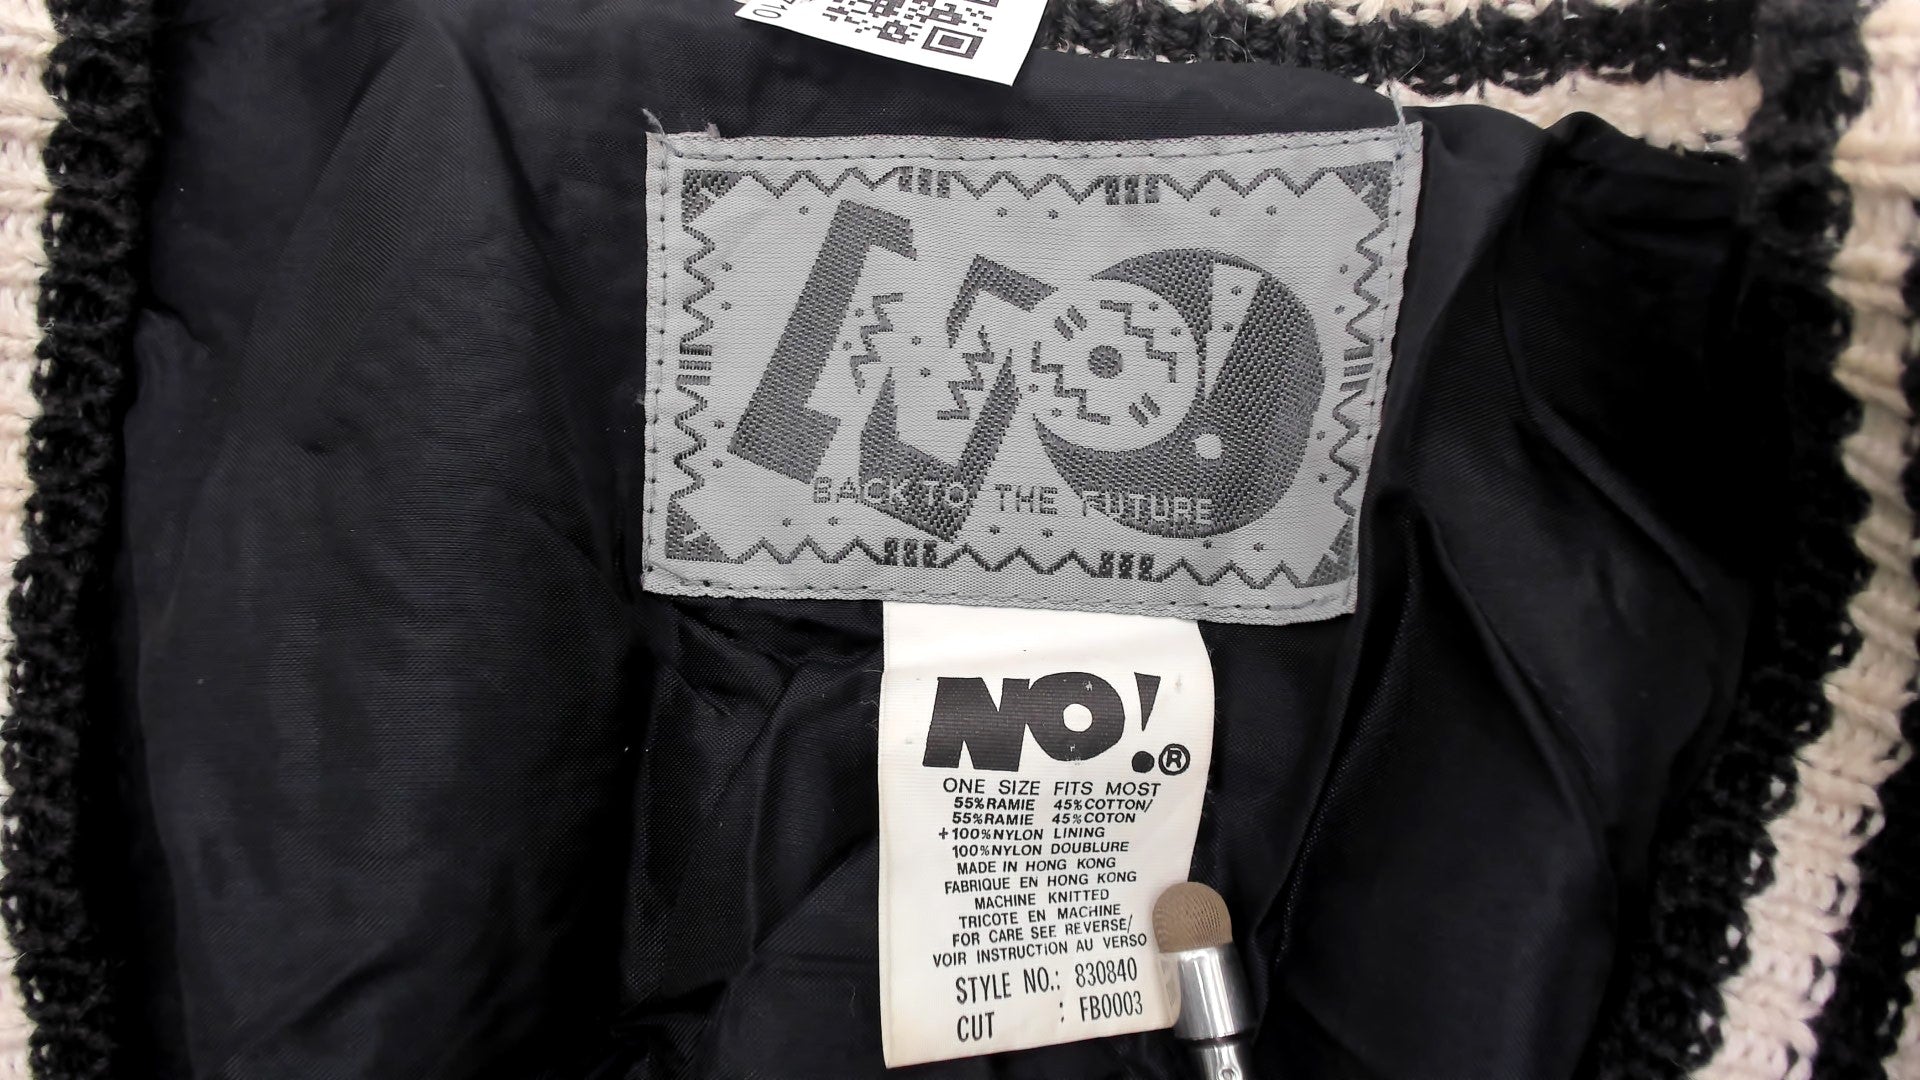 NO!
BACK TO THE FUTURE
NO!®
ONE SIZE FITS MOST
55%RAMIE 45%COTTON/
55%RAMIE 45%COTON
+100%NYLON LINING
100%NYLON DOUBLURE
MADE IN HONG KONG
FABRIQUE EN HONG KONG
MACHINE KNITTED
TRICOTE EN MACHINE
FOR CARE SEE REVERSE/
VOIR INSTRUCTION AU VERSO
STYLE NO.: 830840
CUT : FB0003